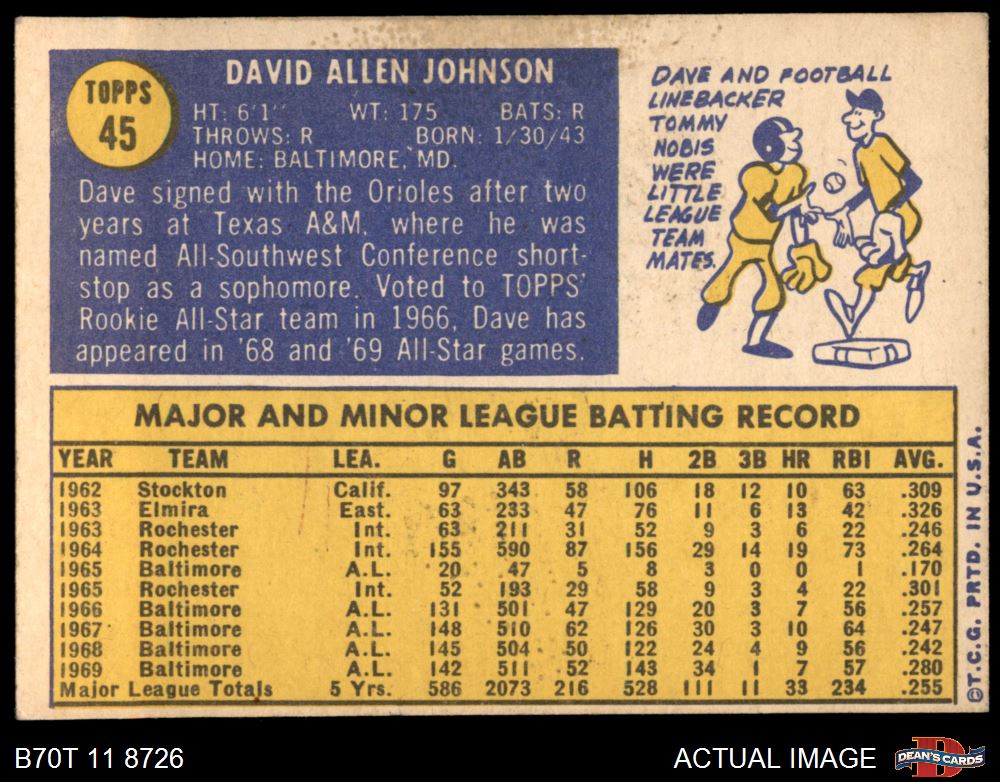 TOPPS
45
DAVID ALLEN JOHNSON
HT: 6'1" WT: 175 BATS: R
THROWS: R BORN: 1/30/43
HOME: BALTIMORE, MD.
Dave signed with the Orioles after two
years at Texas A&M, where he was
named All-Southwest Conference short-
stop as a sophomore. Voted to TOPPS'
Rookie All-Star team in 1966, Dave has
appeared in '68 and '69 All-Star games.
DAVE AND FOOTBALL
LINEBACKER
TOMMY
NOBIS
WERE
LITTLE
LEAGUE
TEAM
MATES.
MAJOR AND MINOR LEAGUE BATTING RECORD
YEAR TEAM LEA. G AB R H 2B 3B HR RBI AVG.
1962 Stockton Calif. 97 343 58 106 18 12 10 63 .309
1963 Elmira East. 63 233 47 76 11 6 13 42 .326
1963 Rochester Int. 63 211 31 52 9 3 6 22 .246
1964 Rochester Int. 155 590 87 156 29 14 19 73 .264
1965 Baltimore A.L. 20 47 5 8 3 0 0 1 .170
1965 Rochester Int. 52 193 29 58 9 3 4 22 .301
1966 Baltimore A.L. 131 501 47 129 20 3 7 56 .257
1967 Baltimore A.L. 148 510 62 126 30 3 10 64 .247
1968 Baltimore A.L. 145 504 50 122 24 4 9 56 .242
1969 Baltimore A.L. 142 511 52 143 34 1 7 57 .280
Major League Totals 5 Yrs. 586 2073 216 528 111 11 33 234 .255
©T.C.G. PRTD. IN U.S.A.
B70T 11 8726
ACTUAL IMAGE
D
DEAN'S CARDS